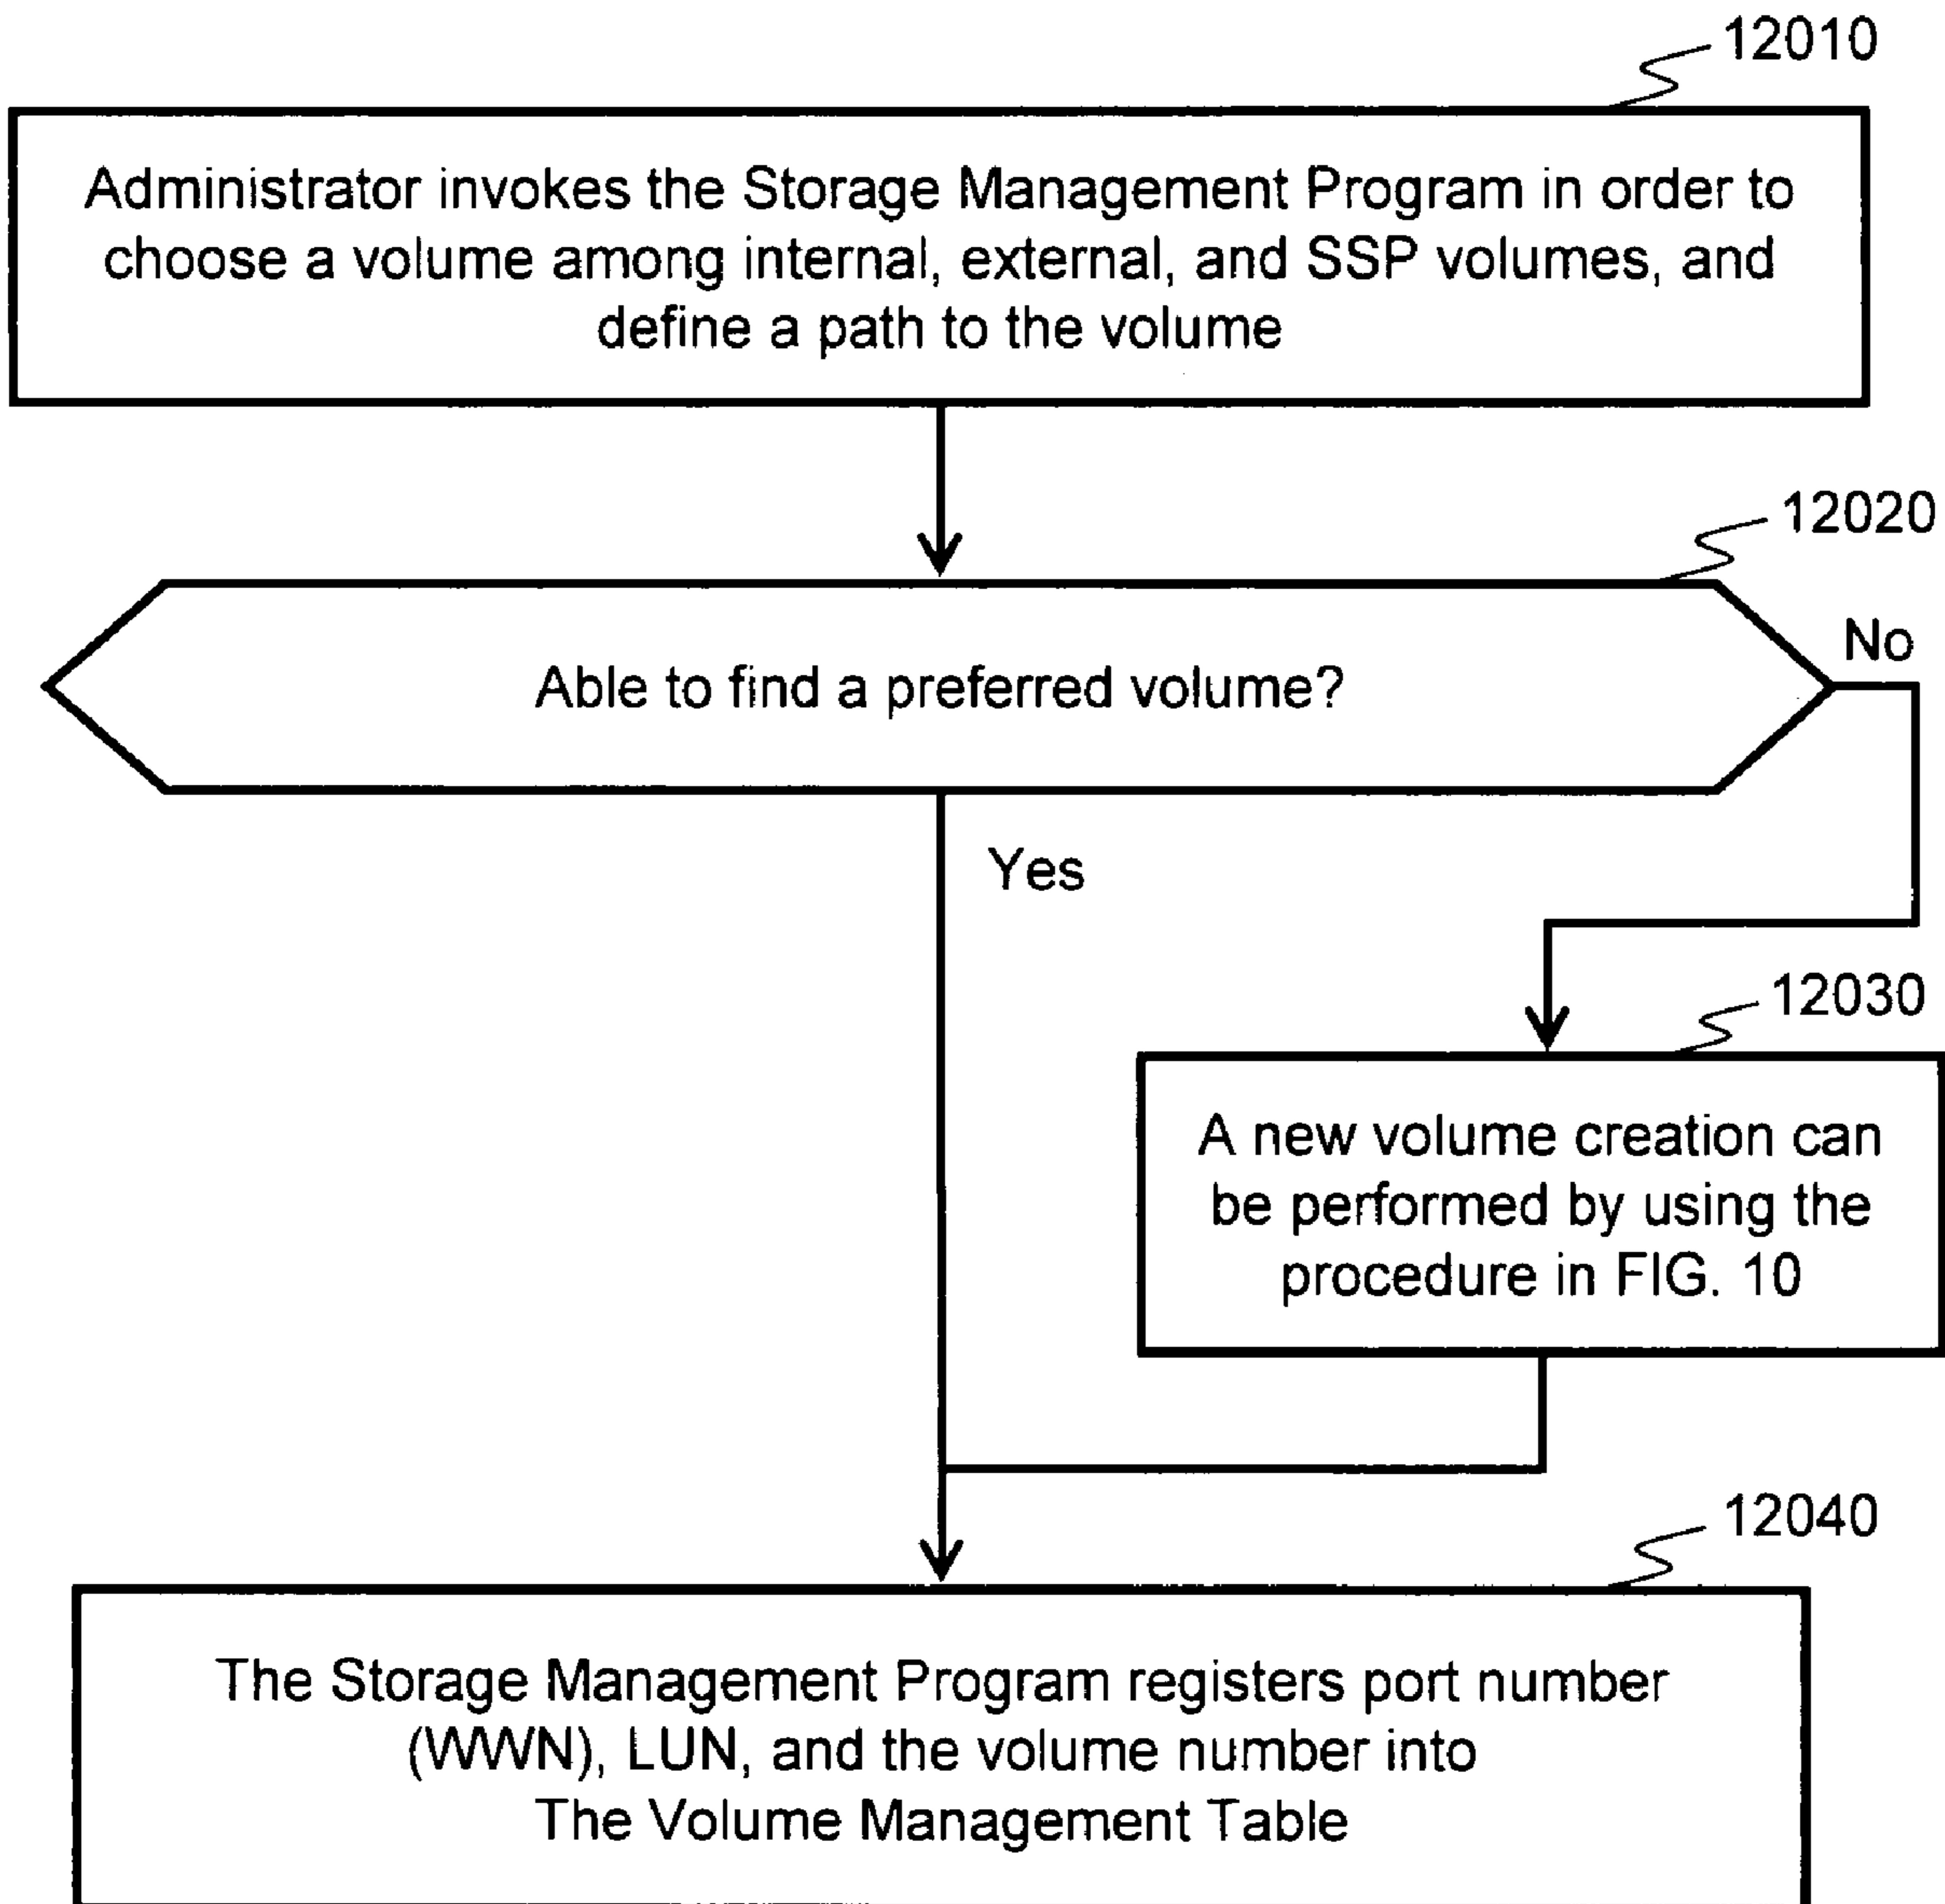 12010
Administrator invokes the Storage Management Program in order to
choose a volume among internal, external, and SSP volumes, and
define a path to the volume
12020
Able to find a preferred volume?
No
Yes
12030
A new volume creation can
be performed by using the
procedure in FIG. 10
12040
The Storage Management Program registers port number
(WWN), LUN, and the volume number into
The Volume Management Table